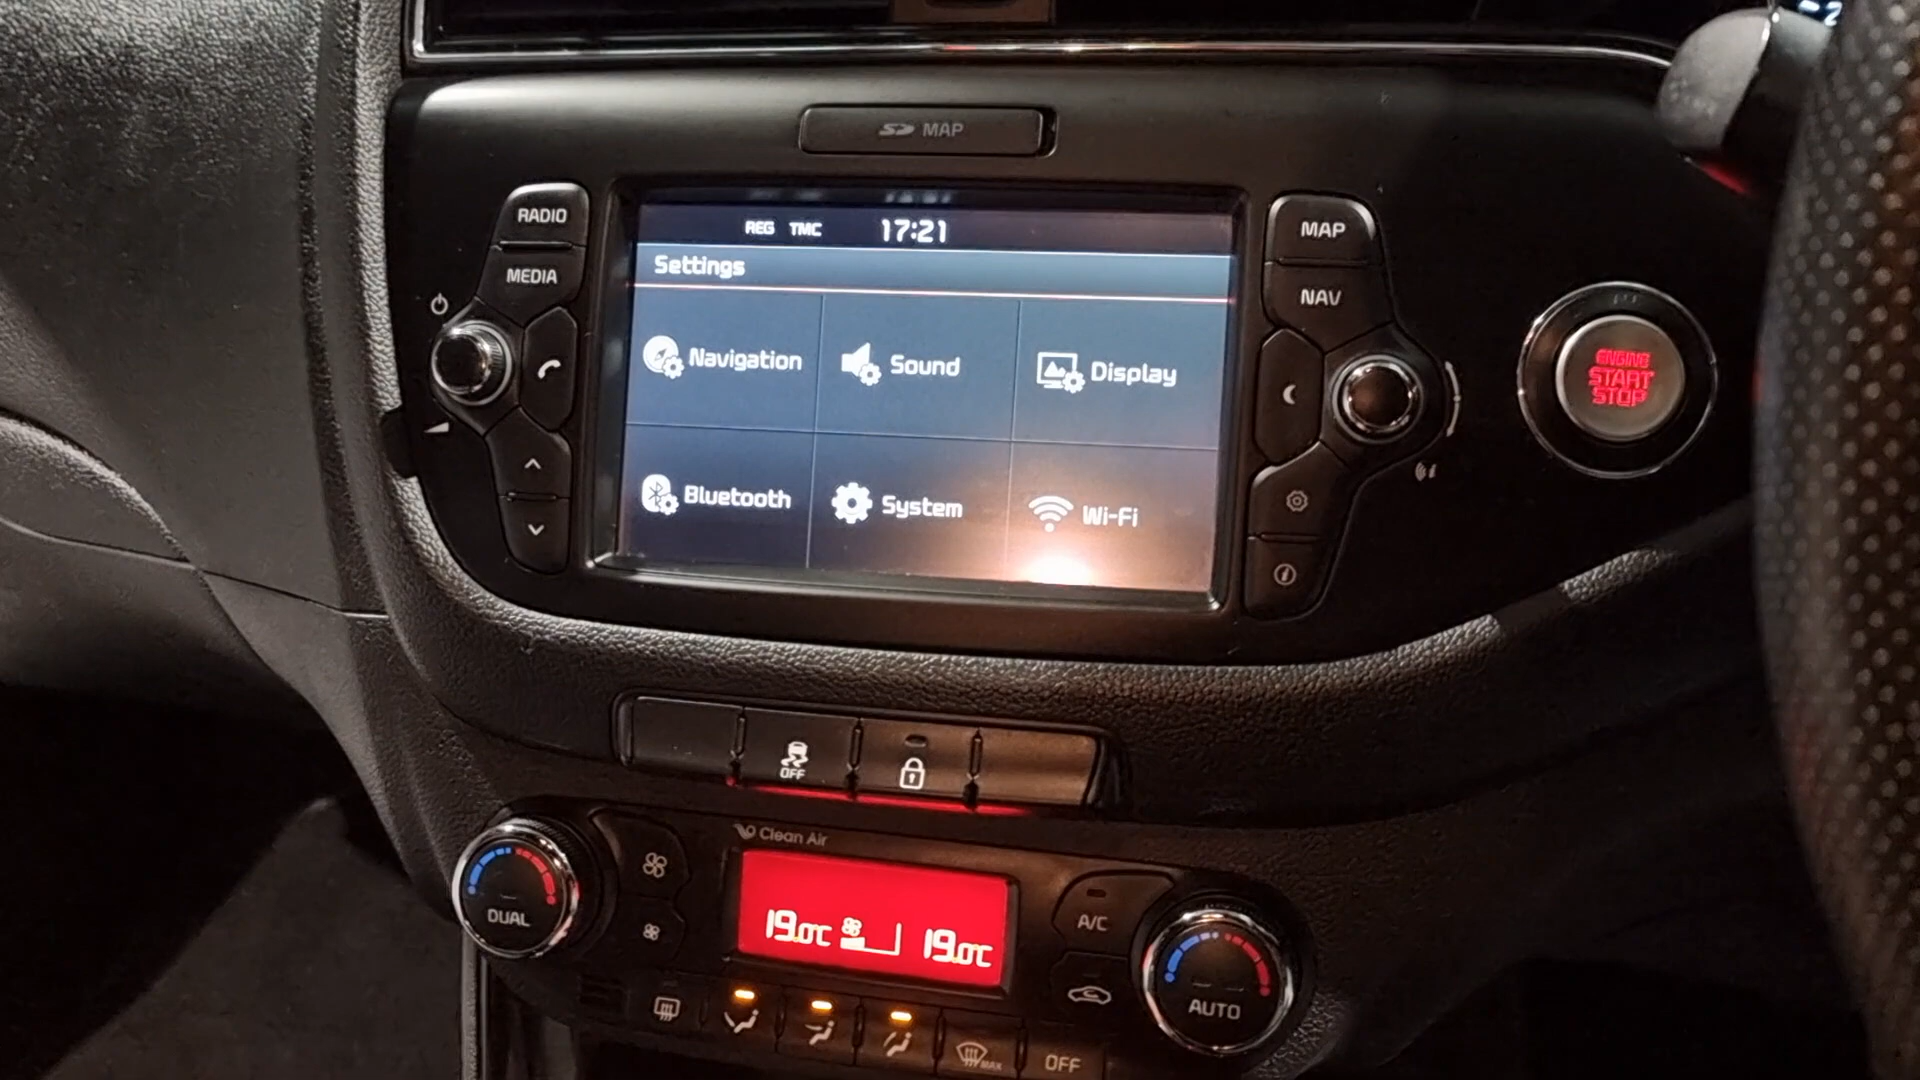 SD MAP
RADIO
MEDIA
REG TMC 17:21
Settings
Navigation
Sound
Display
Bluetooth
System
Wi-Fi
MAP
NAV
ENGINE
START
STOP
OFF
Clean Air
DUAL
19.0°C
19.0°C
A/C
AUTO
MAX
OFF